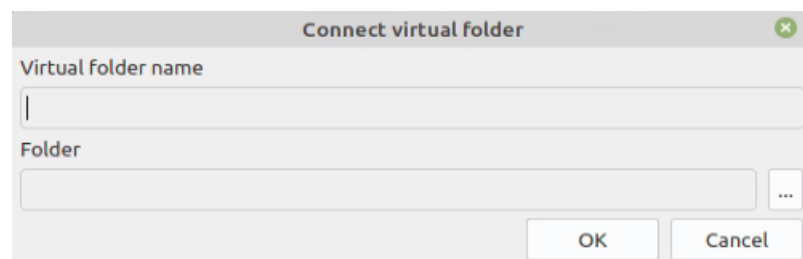 Connect virtual folder
Virtual folder name
Folder
...
OK Cancel